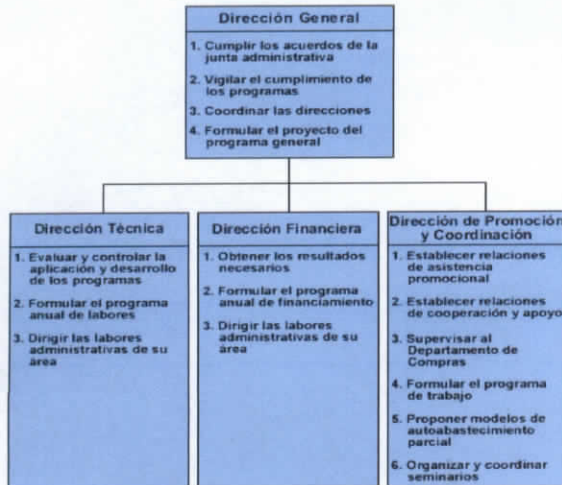 Dirección General
1. Cumplir los acuerdos de la
junta administrativa
2. Vigilar el cumplimiento de
los programas
3. Coordinar las direcciones
4. Formular el proyecto del
programa general
Dirección Técnica
1. Evaluar y controlar la
aplicación y desarrollo
de los programas
2. Formular el programa
anual de labores
3. Dirigir las labores
administrativas de su
área
Dirección Financiera
1. Obtener los resultados
necesarios
2. Formular el programa
anual de financiamiento
3. Dirigir las labores
administrativas de su
área
Dirección de Promoción
y Coordinación
1. Establecer relaciones
de asistencia
promocional
2. Establecer relaciones
de cooperación y apoyo
3. Supervisar al
Departamento de
Compras
4. Formular el programa
de trabajo
5. Proponer modelos de
autoabastecimiento
parcial
6. Organizar y coordinar
seminarios